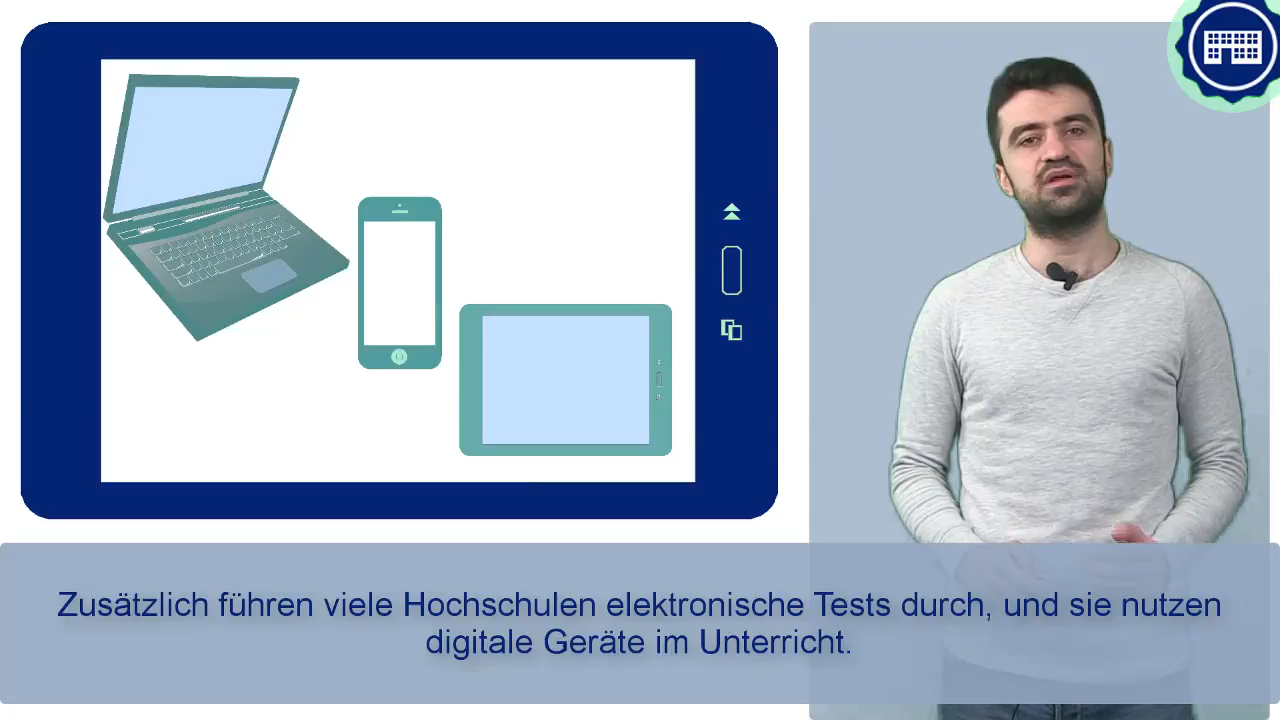 Zusätzlich führen viele Hochschulen elektronische Tests durch, und sie nutzen
digitale Geräte im Unterricht.